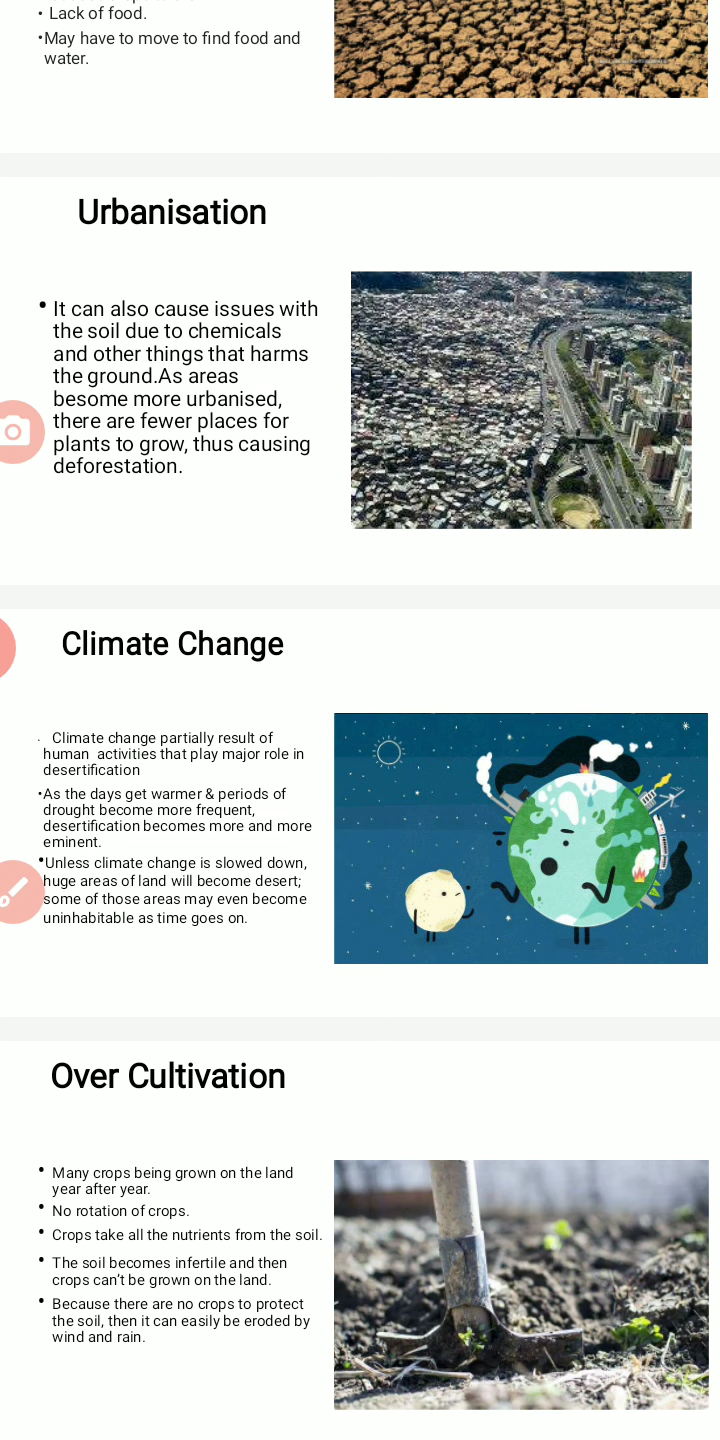 • Lack of food.
•May have to move to find food and
water.
Urbanisation
• It can also cause issues with
the soil due to chemicals
and other things that harms
the ground.As areas
besome more urbanised,
there are fewer places for
plants to grow, thus causing
deforestation.
Climate Change
. Climate change partially result of
human activities that play major role in
desertification
•As the days get warmer & periods of
drought become more frequent,
desertification becomes more and more
eminent.
•Unless climate change is slowed down,
huge areas of land will become desert;
some of those areas may even become
uninhabitable as time goes on.
Over Cultivation
• Many crops being grown on the land
year after year.
• No rotation of crops.
• Crops take all the nutrients from the soil.
• The soil becomes infertile and then
crops can't be grown on the land.
• Because there are no crops to protect
the soil, then it can easily be eroded by
wind and rain.